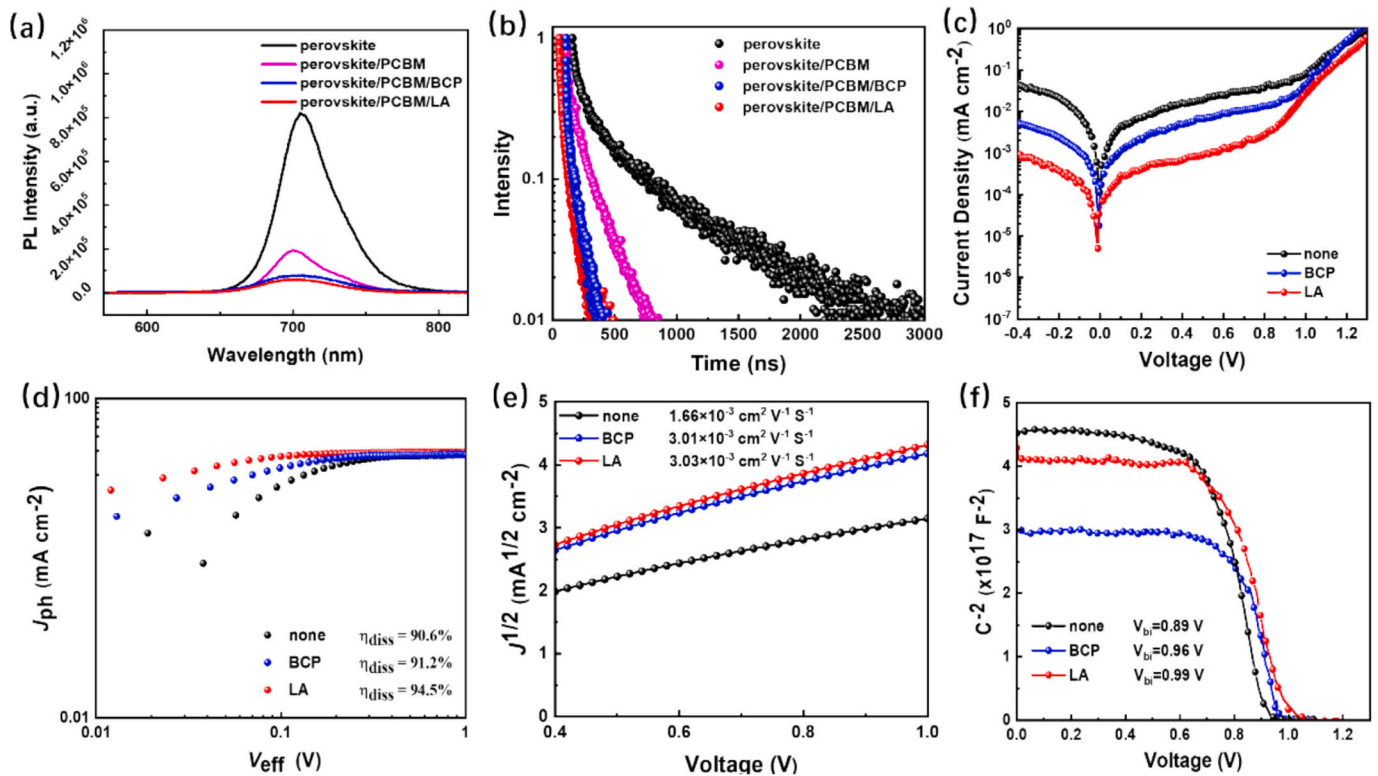 (a)
1.2×10⁶
1.0×10⁶
8.0×10⁵
6.0×10⁵
4.0×10⁵
2.0×10⁵
0.0
PL Intensity (a.u.)
perovskite
perovskite/PCBM
perovskite/PCBM/BCP
perovskite/PCBM/LA
600 700 800
Wavelength (nm)
(b)
1
0.1
0.01
Intensity
perovskite
perovskite/PCBM
perovskite/PCBM/BCP
perovskite/PCBM/LA
0 500 1000 1500 2000 2500 3000
Time (ns)
(c)
10⁰
10⁻¹
10⁻²
10⁻³
10⁻⁴
10⁻⁵
10⁻⁶
10⁻⁷
Current Density (mA cm⁻²)
none
BCP
LA
-0.4 -0.2 0.0 0.2 0.4 0.6 0.8 1.0 1.2
Voltage (V)
(d)
100
0.01
Jph (mA cm⁻²)
none ηdiss = 90.6%
BCP ηdiss = 91.2%
LA ηdiss = 94.5%
0.01 0.1 1
Veff (V)
(e)
5
4
3
2
1
0
J^1/2 (mA^1/2 cm⁻²)
none 1.66×10⁻³ cm² V⁻¹ S⁻¹
BCP 3.01×10⁻³ cm² V⁻¹ S⁻¹
LA 3.03×10⁻³ cm² V⁻¹ S⁻¹
0.4 0.6 0.8 1.0
Voltage (V)
(f)
5
4
3
2
1
0
C⁻² (x10¹⁷ F⁻²)
none Vbi=0.89 V
BCP Vbi=0.96 V
LA Vbi=0.99 V
0.0 0.2 0.4 0.6 0.8 1.0 1.2
Voltage (V)